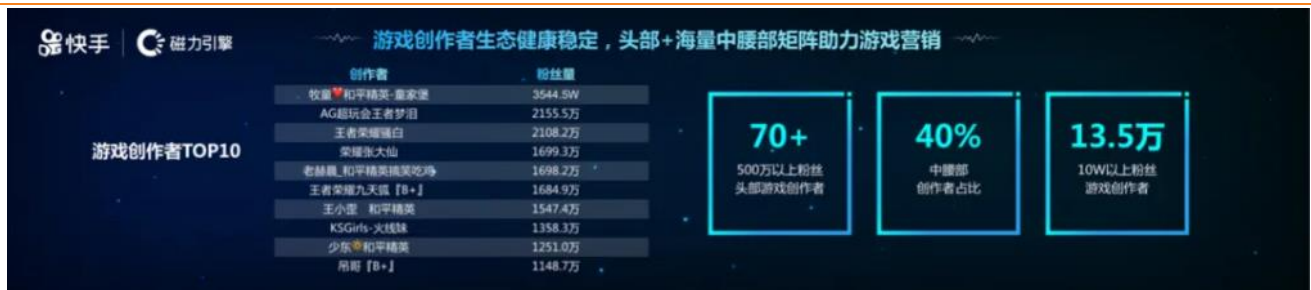 快手 磁力引擎
游戏创作者生态健康稳定，头部+海量中腰部矩阵助力游戏营销
游戏创作者TOP10
创作者 粉丝量
牧童❤️和平精英-童家堡 3544.5W
AG超玩会王者梦泪 2155.5万
王者荣耀骚白 2108.2万
荣耀张大仙 1699.3万
老赫晨_和平精英搞笑吃鸡 1698.2万
王者荣耀九天狐『B+』 1684.9万
王小歪 和平精英 1547.4万
KSGirls-火线妹 1358.3万
少东 和平精英 1251.0万
吊哥『B+』 1148.7万
70+
500万以上粉丝
头部游戏创作者
40%
中腰部
创作者占比
13.5万
10W以上粉丝
游戏创作者